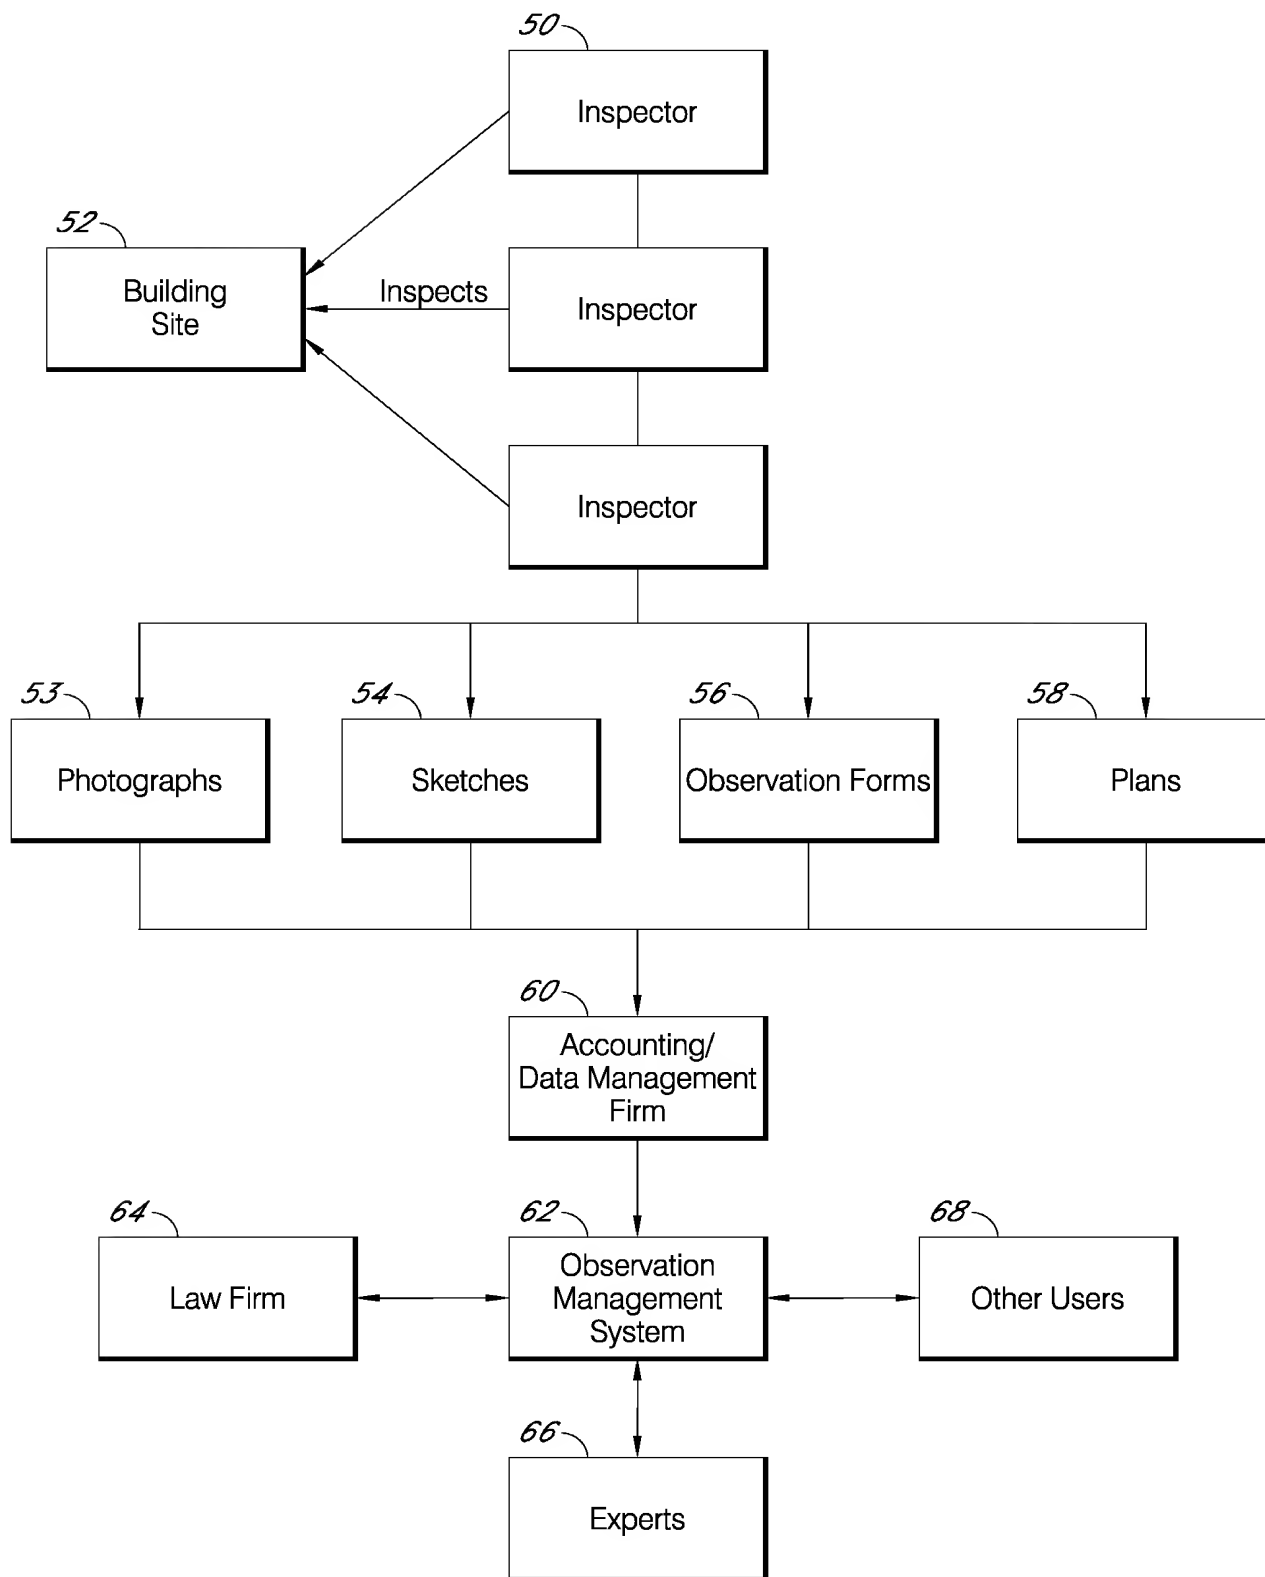 50
Inspector
52
Building
Site
Inspects
Inspector
Inspector
53
54
56
58
Photographs
Sketches
Observation Forms
Plans
60
Accounting/
Data Management
Firm
64
62
68
Law Firm
Observation
Management
System
Other Users
66
Experts